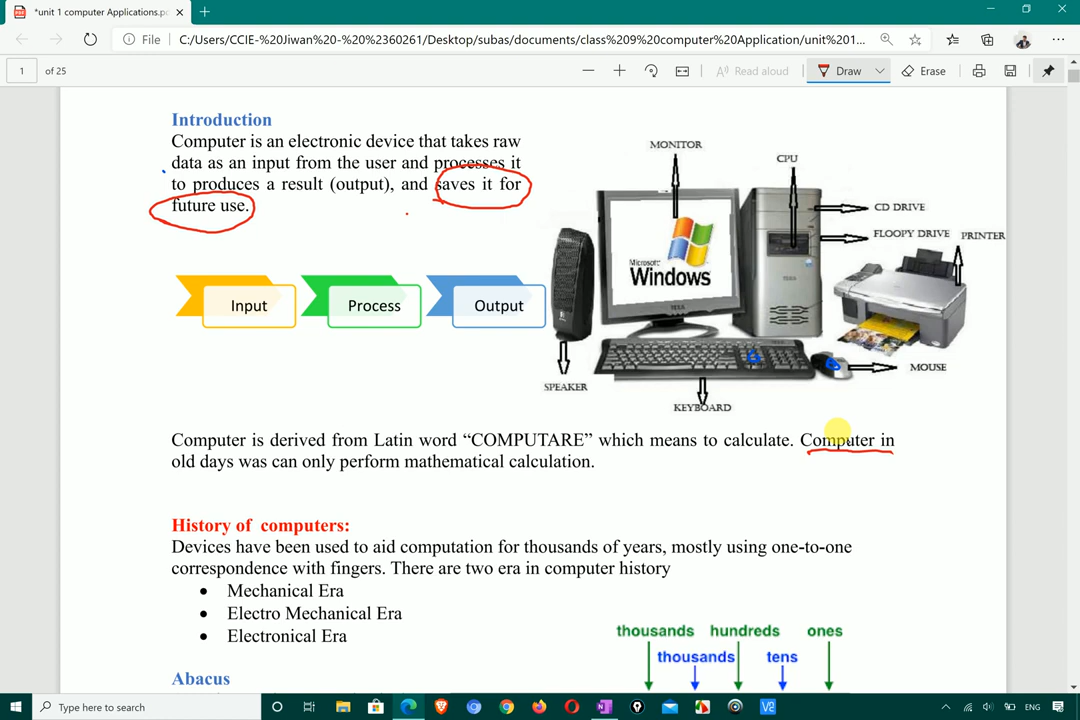 *unit 1 computer Applications.pc
File
C:/Users/CCIE-%20Jiwan%20-%20%2360261/Desktop/subas/documents/class%209%20computer%20Application/unit%201...
1 of 25
Read aloud
Draw
Erase
Introduction
Computer is an electronic device that takes raw
data as an input from the user and processes it
to produces a result (output), and saves it for
future use.
MONITOR
CPU
CD DRIVE
FLOOPY DRIVE
PRINTER
Microsoft
Windows
Input
Process
Output
SPEAKER
MOUSE
KEYBOARD
Computer is derived from Latin word “COMPUTARE” which means to calculate. Computer in
old days was can only perform mathematical calculation.
History of computers:
Devices have been used to aid computation for thousands of years, mostly using one-to-one
correspondence with fingers. There are two era in computer history
• Mechanical Era
• Electro Mechanical Era
• Electronical Era
thousands hundreds ones
thousands tens
Abacus
Type here to search
ENG